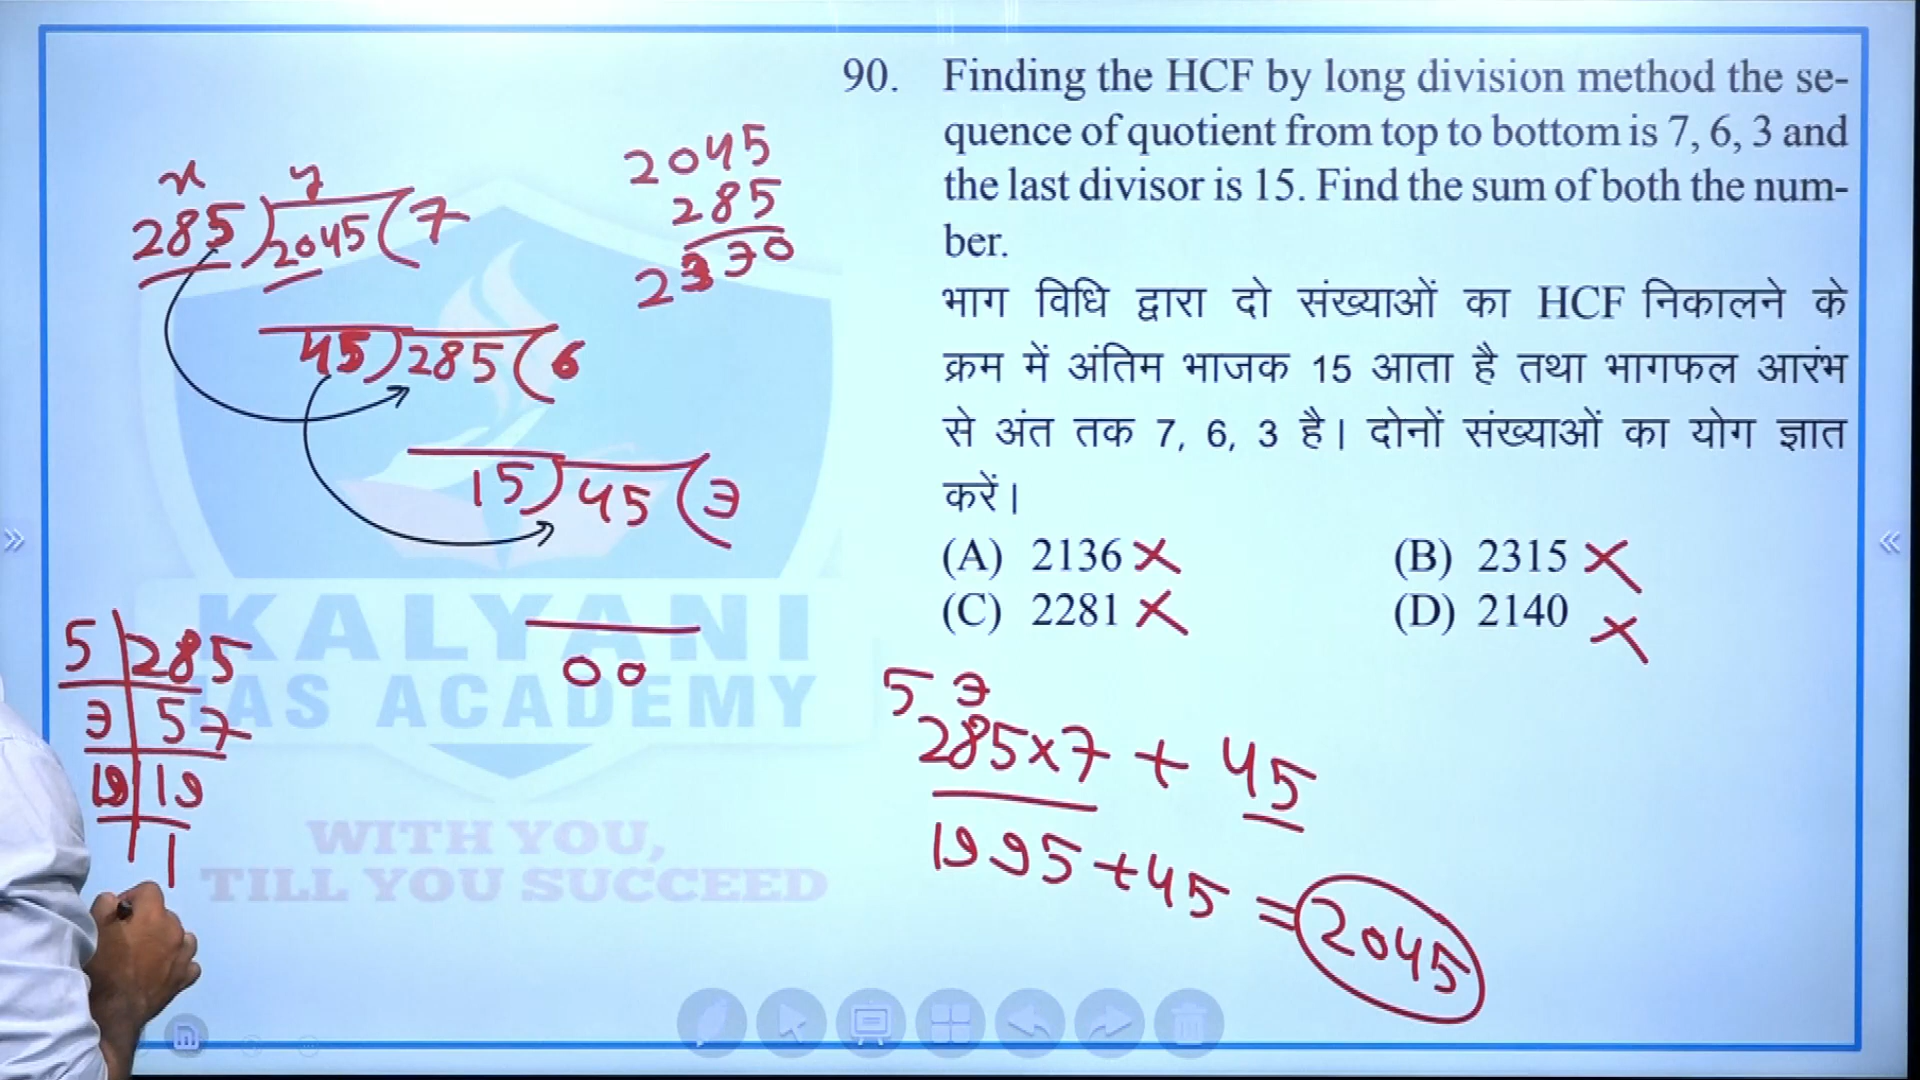 90. Finding the HCF by long division method the se-
quence of quotient from top to bottom is 7, 6, 3 and
the last divisor is 15. Find the sum of both the num-
ber.
भाग विधि द्वारा दो संख्याओं का HCF निकालने के
क्रम में अंतिम भाजक 15 आता है तथा भागफल आरंभ
से अंत तक 7, 6, 3 है। दोनों संख्याओं का योग ज्ञात
करें।
(A) 2136 × (B) 2315 ×
(C) 2281 × (D) 2140 ×
x y
285)2045(7
45)285(6
15)45(3
00
2045
285
2330
5 285
3 57
19 19
1
5 3
285×7 + 45
1995+45 = 2045
KALYANI
IAS ACADEMY
WITH YOU,
TILL YOU SUCCEED